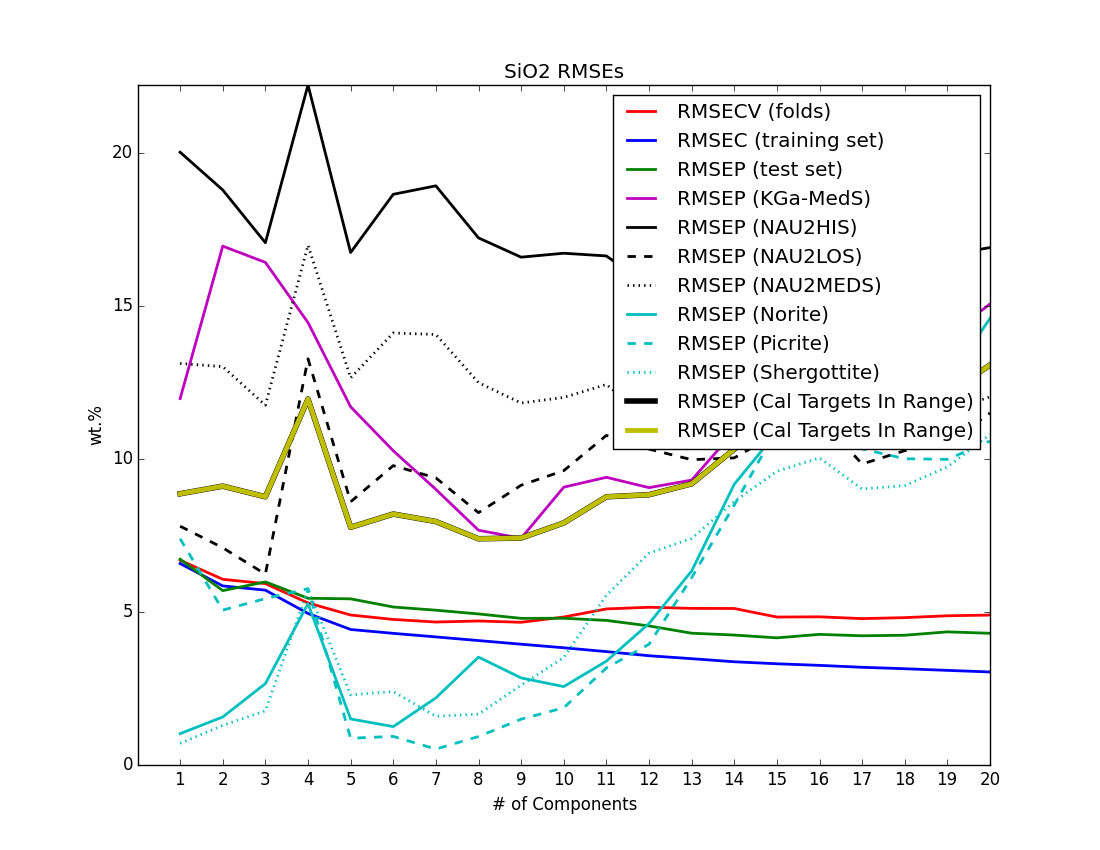 SiO2 RMSEs
wt.%
20
15
10
5
0
RMSECV (folds)
RMSEC (training set)
RMSEP (test set)
RMSEP (KGa-MedS)
RMSEP (NAU2HIS)
RMSEP (NAU2LOS)
RMSEP (NAU2MEDS)
RMSEP (Norite)
RMSEP (Picrite)
RMSEP (Shergottite)
RMSEP (Cal Targets In Range)
RMSEP (Cal Targets In Range)
1 2 3 4 5 6 7 8 9 10 11 12 13 14 15 16 17 18 19 20
# of Components